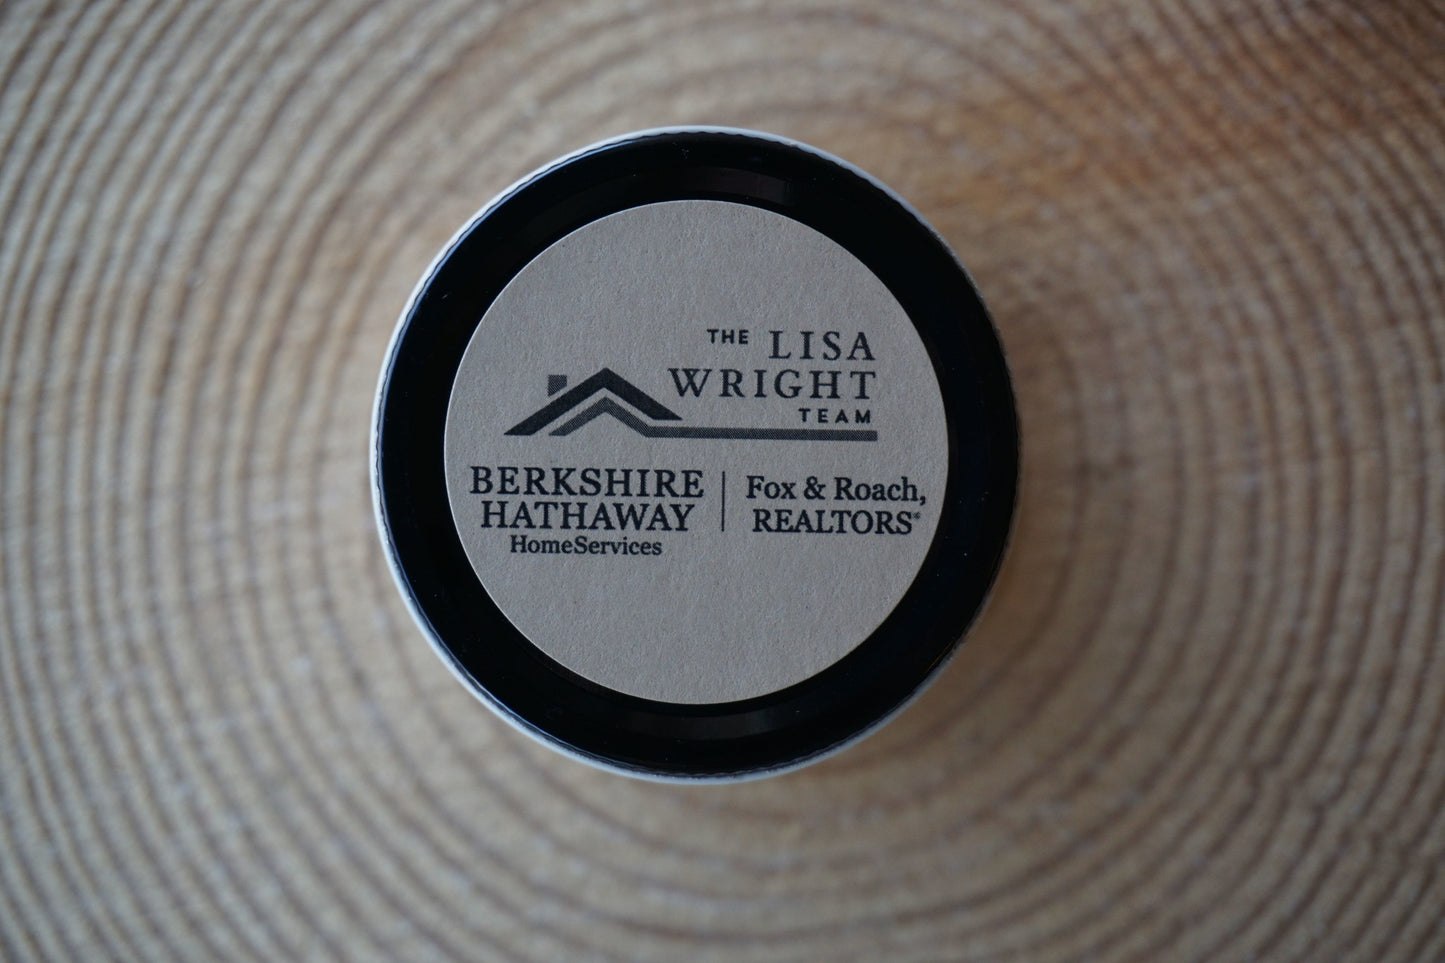 THE LISA
WRIGHT
TEAM
BERKSHIRE
HATHAWAY
HomeServices
Fox & Roach,
REALTORS®